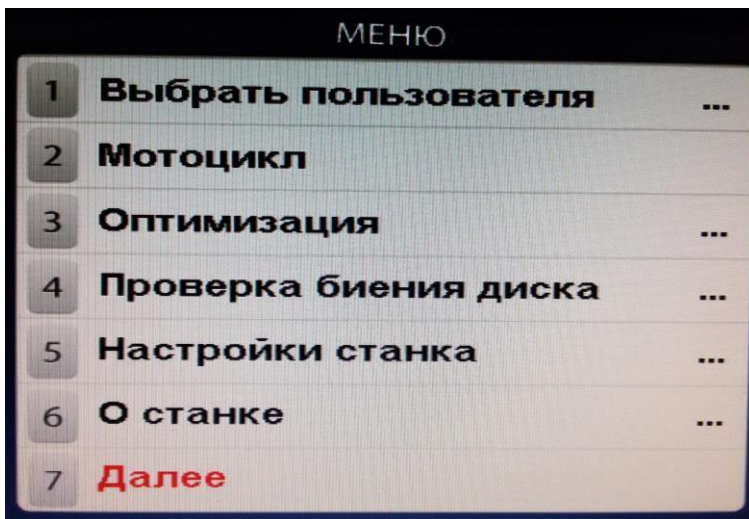 МЕНЮ
1 Выбрать пользователя ...
2 Мотоцикл
3 Оптимизация ...
4 Проверка биения диска ...
5 Настройки станка ...
6 О станке ...
7 Далее